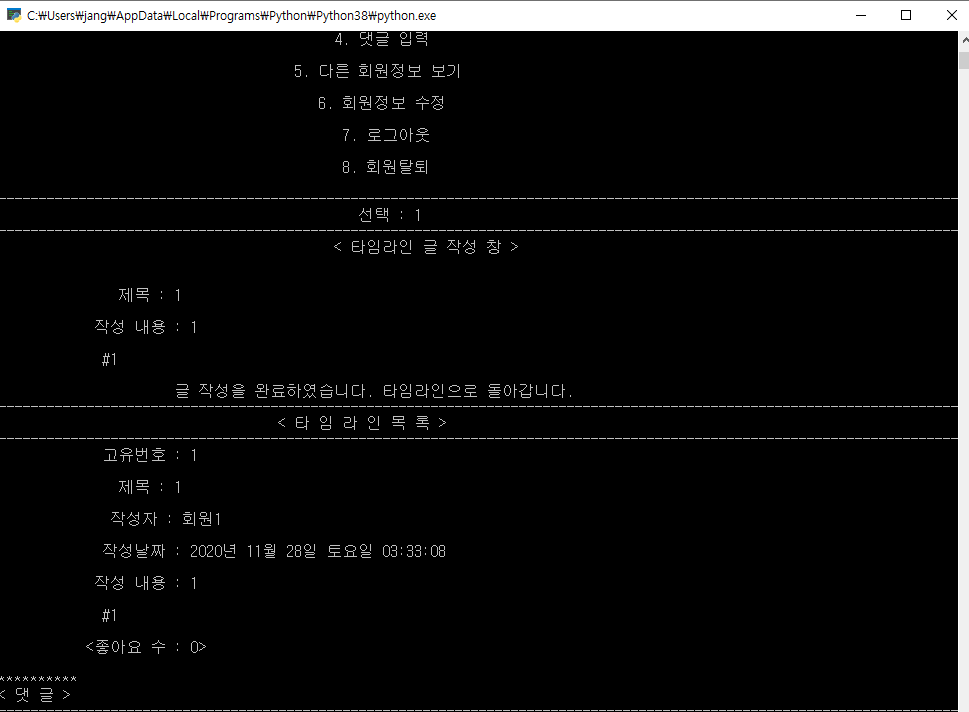 C:₩Users₩jang₩AppData₩Local₩Programs₩Python₩Python38₩python.exe
4. 댓글 입력
5. 다른 회원정보 보기
6. 회원정보 수정
7. 로그아웃
8. 회원탈퇴
선택 : 1
< 타임라인 글 작성 창 >
제목 : 1
작성 내용 : 1
#1
글 작성을 완료하였습니다. 타임라인으로 돌아갑니다.
< 타 임 라 인 목 록 >
고유번호 : 1
제목 : 1
작성자 : 회원1
작성날짜 : 2020년 11월 28일 토요일 03:33:08
작성 내용 : 1
#1
<좋아요 수 : 0>
**********
< 댓 글 >